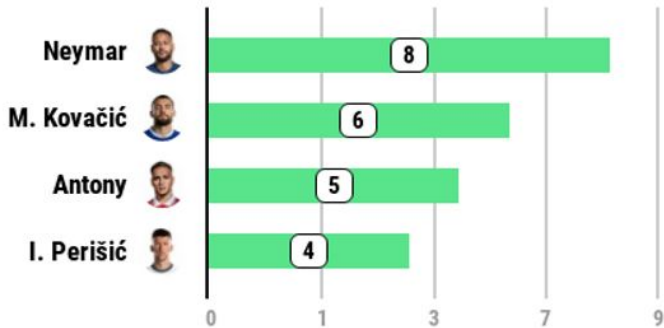 Neymar 8
M. Kovačić 6
Antony 5
I. Perišić 4
0 1 3 7 9